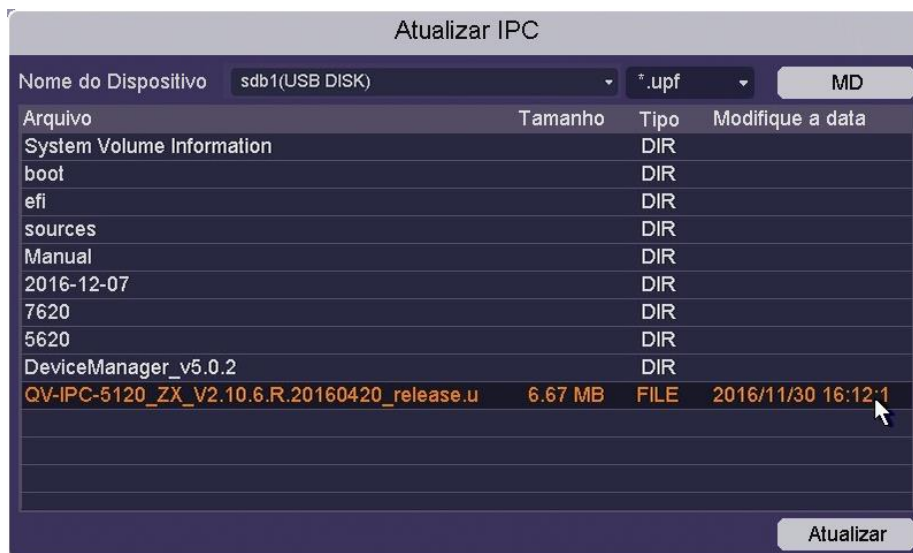 Atualizar IPC
Nome do Dispositivo sdb1(USB DISK) *.upf MD
Arquivo Tamanho Tipo Modifique a data
System Volume Information DIR
boot DIR
efi DIR
sources DIR
Manual DIR
2016-12-07 DIR
7620 DIR
5620 DIR
DeviceManager_v5.0.2 DIR
QV-IPC-5120_ZX_V2.10.6.R.20160420_release.u 6.67 MB FILE 2016/11/30 16:12:1
Atualizar